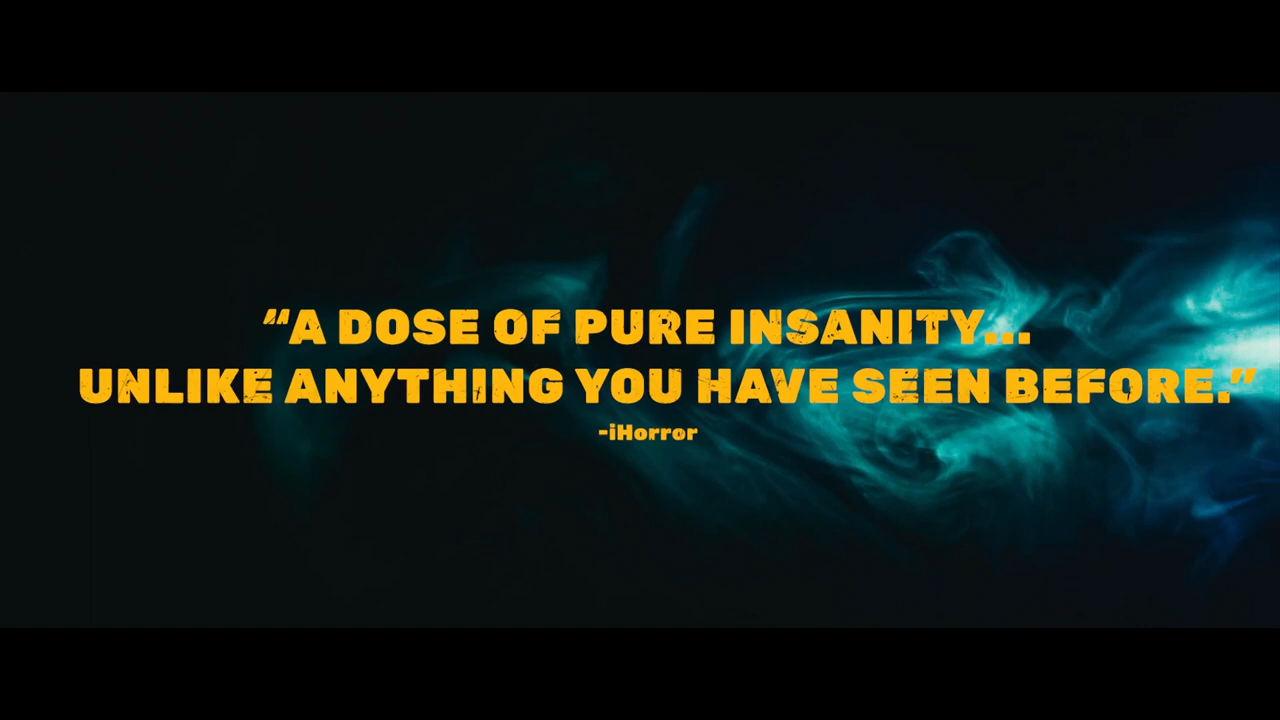 “A DOSE OF PURE INSANITY...
UNLIKE ANYTHING YOU HAVE SEEN BEFORE.”
-iHorror